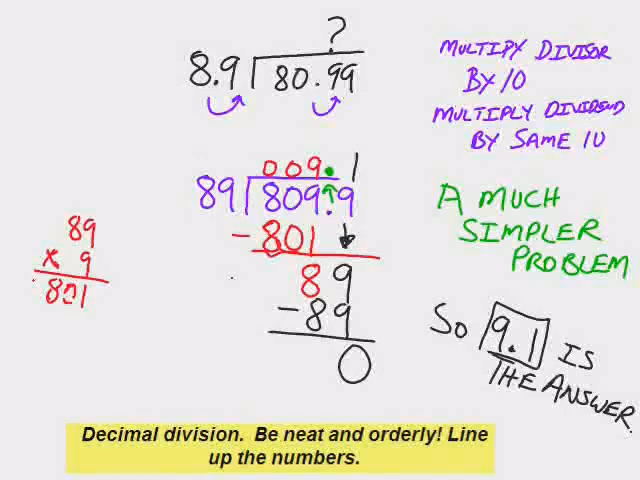 ?
8.9 80.99
MULTIPY DIVISOR
BY 10
MULTIPLY DIVIDEND
BY SAME 10
009.1
89 809.9
-801
89
-89
0
89
× 9
801
A MUCH
SIMPLER
PROBLEM
SO 9.1 IS
THE ANSWER.
Decimal division. Be neat and orderly! Line
up the numbers.